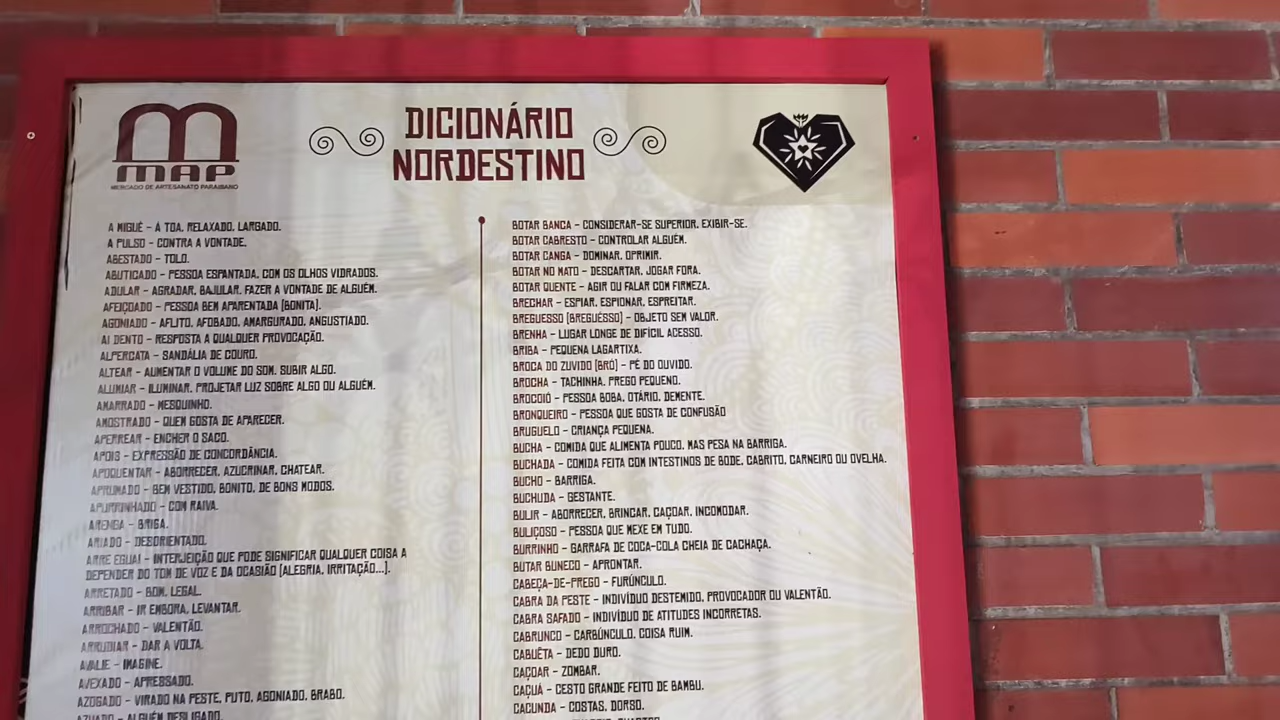 MAP
MERCADO DE ARTESANATO PARAIBANO
DICIONÁRIO
NORDESTINO
A MIGUÉ – À TOA, RELAXADO, LARGADO.
A PULSO – CONTRA A VONTADE.
ABESTADO – TOLO.
ABUTICADO – PESSOA ESPANTADA, COM OS OLHOS VIDRADOS.
ADULAR – AGRADAR, BAJULAR, FAZER A VONTADE DE ALGUÉM.
AFEIÇOADO – PESSOA BEM APARENTADA (BONITA).
AGONIADO – AFLITO, AFOBADO, AMARGURADO, ANGUSTIADO.
AI DENTO – RESPOSTA A QUALQUER PROVOCAÇÃO.
ALPERCATA – SANDÁLIA DE COURO.
ALTEAR – AUMENTAR O VOLUME DO SOM, SUBIR ALGO.
ALUMIAR – ILUMINAR, PROJETAR LUZ SOBRE ALGO OU ALGUÉM.
AMARRADO – MESQUINHO.
AMOSTRADO – QUEM GOSTA DE APARECER.
APERREAR – ENCHER O SACO.
APOIS – EXPRESSÃO DE CONCORDÂNCIA.
APOQUENTAR – ABORRECER, AZUCRINAR, CHATEAR.
APRUMADO – BEM VESTIDO, BONITO, DE BONS MODOS.
APURRINHADO – COM RAIVA.
ARENGA – BRIGA.
ARIADO – DESORIENTADO.
ARRE EGUA! – INTERJEIÇÃO QUE PODE SIGNIFICAR QUALQUER COISA A
DEPENDER DO TOM DE VOZ E DA OCASIÃO (ALEGRIA, IRRITAÇÃO...).
ARRETADO – BOM, LEGAL.
ARRIBAR – IR EMBORA, LEVANTAR.
ARROCHADO – VALENTÃO.
ARRUDIAR – DAR A VOLTA.
AVALIE – IMAGINE.
AVEXADO – APRESSADO.
AZOGADO – VIRADO NA PESTE, PUTO, AGONIADO, BRABO.
AZUADO – ALGUÉM DESLIGADO.
BOTAR BANCA – CONSIDERAR-SE SUPERIOR, EXIBIR-SE.
BOTAR CABRESTO – CONTROLAR ALGUÉM.
BOTAR CANGA – DOMINAR, OPRIMIR.
BOTAR NO MATO – DESCARTAR, JOGAR FORA.
BOTAR QUENTE – AGIR OU FALAR COM FIRMEZA.
BRECHAR – ESPIAR, ESPIONAR, ESPREITAR.
BREGUESSO (BREGUÉSSO) – OBJETO SEM VALOR.
BRENHA – LUGAR LONGE DE DIFÍCIL ACESSO.
BRIBA – PEQUENA LAGARTIXA.
BROCA DO ZUVIDO (BRÓ) – PÉ DO OUVIDO.
BROCHA – TACHINHA, PREGO PEQUENO.
BROCOIÓ – PESSOA BOBA, OTÁRIO, DEMENTE.
BRONQUEIRO – PESSOA QUE GOSTA DE CONFUSÃO
BRUGUELO – CRIANÇA PEQUENA.
BUCHA – COMIDA QUE ALIMENTA POUCO, MAS PESA NA BARRIGA.
BUCHADA – COMIDA FEITA COM INTESTINOS DE BODE, CABRITO, CARNEIRO OU OVELHA.
BUCHO – BARRIGA.
BUCHUDA – GESTANTE.
BULIR – ABORRECER, BRINCAR, CAÇOAR, INCOMODAR.
BULIÇOSO – PESSOA QUE MEXE EM TUDO.
BURRINHO – GARRAFA DE COCA-COLA CHEIA DE CACHAÇA.
BUTAR BUNECO – APRONTAR.
CABEÇA-DE-PREGO – FURÚNCULO.
CABRA DA PESTE – INDIVÍDUO DESTEMIDO, PROVOCADOR OU VALENTÃO.
CABRA SAFADO – INDIVÍDUO DE ATITUDES INCORRETAS.
CABRUNCO – CARBÚNCULO, COISA RUIM.
CABUÊTA – DEDO DURO.
CAÇOAR – ZOMBAR.
CAÇUÁ – CESTO GRANDE FEITO DE BAMBU.
CACUNDA – COSTAS, DORSO.